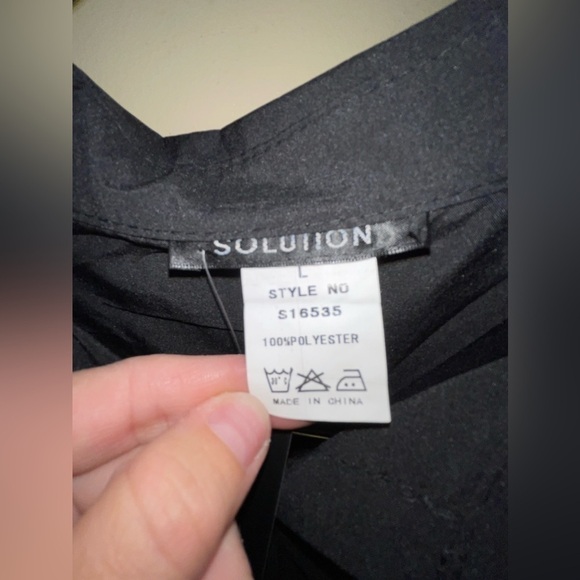 SOLUTION
L
STYLE NO
S16535
100%POLYESTER
MADE IN CHINA